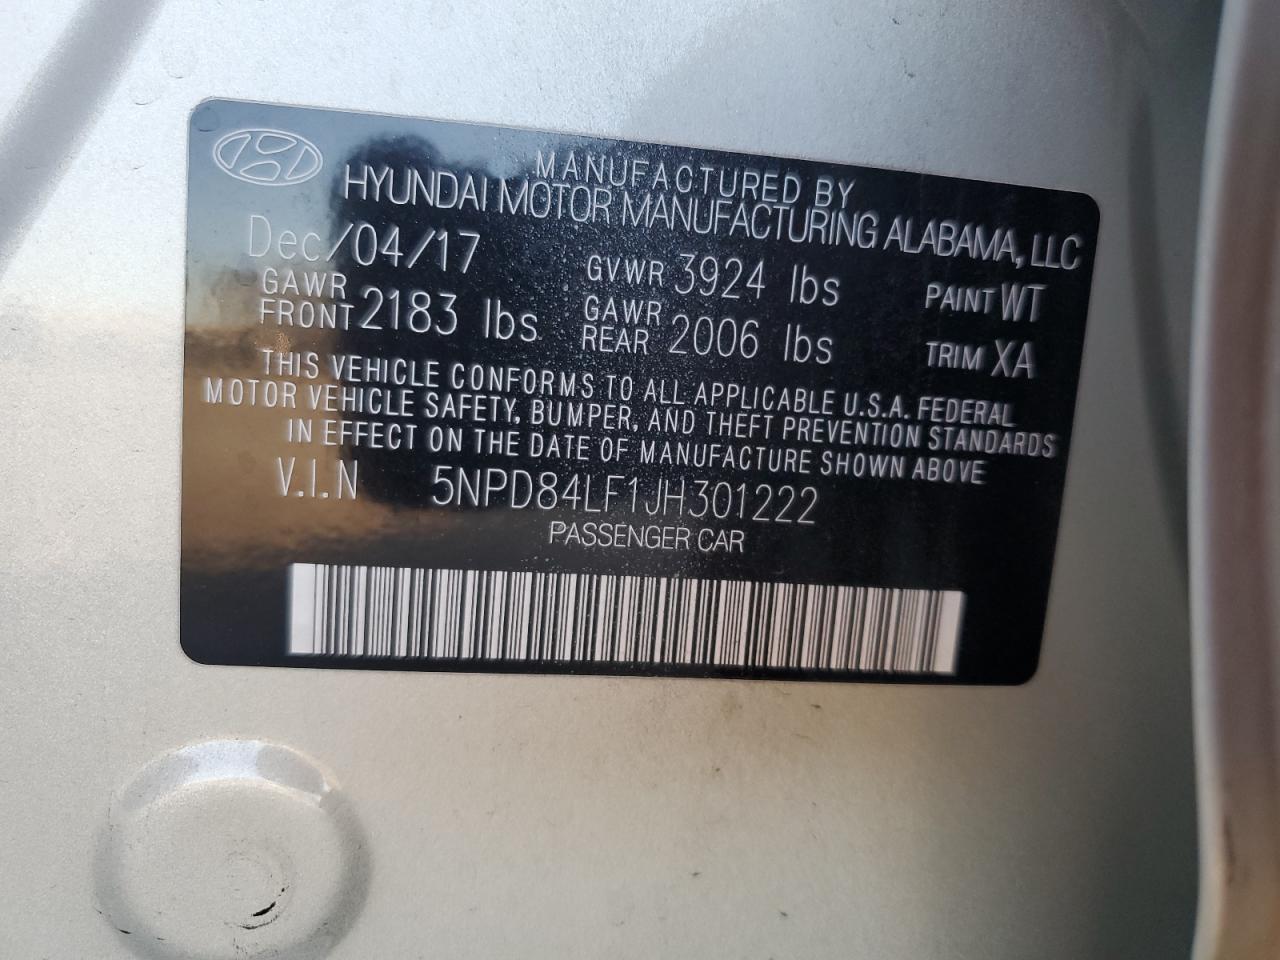 MANUFACTURED BY
HYUNDAI MOTOR MANUFACTURING ALABAMA, LLC
Dec/04/17 GVWR 3924 lbs PAINT WT
GAWR FRONT 2183 lbs GAWR REAR 2006 lbs TRIM XA
THIS VEHICLE CONFORMS TO ALL APPLICABLE U.S.A. FEDERAL
MOTOR VEHICLE SAFETY, BUMPER, AND THEFT PREVENTION STANDARDS
IN EFFECT ON THE DATE OF MANUFACTURE SHOWN ABOVE
V.I.N 5NPD84LF1JH301222
PASSENGER CAR